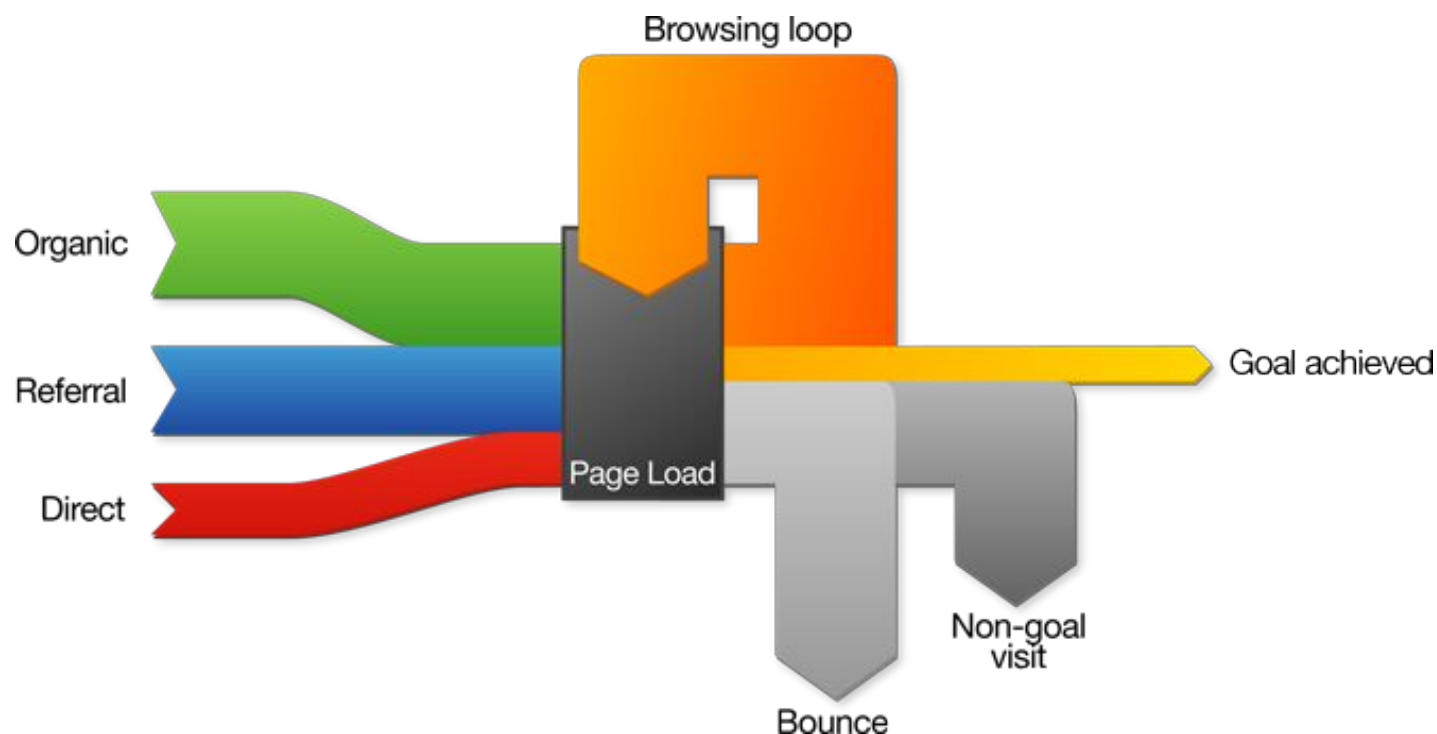 Browsing loop
Organic
Referral
Goal achieved
Page Load
Direct
Non-goal
visit
Bounce